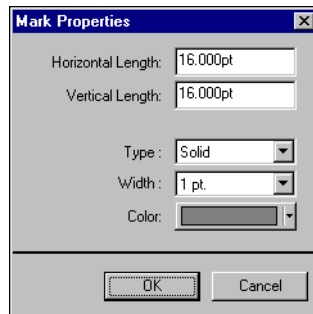 Mark Properties
Horizontal Length: 16.000pt
Vertical Length: 16.000pt
Type : Solid
Width : 1 pt.
Color:
OK Cancel